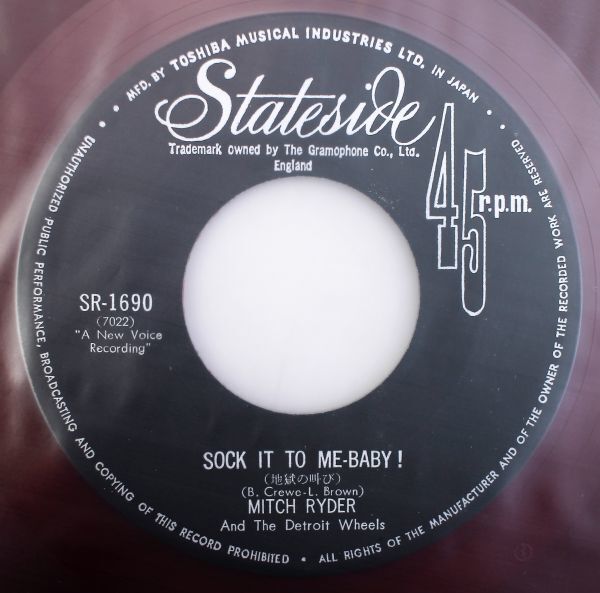 MFD. BY TOSHIBA MUSICAL INDUSTRIES LTD. IN JAPAN
Stateside
Trademark owned by The Gramophone Co., Ltd.
England
45 r.p.m.
SR-1690
(7022)
"A New Voice
Recording"
SOCK IT TO ME-BABY!
(地獄の叫び)
(B. Crewe-L. Brown)
MITCH RYDER
And The Detroit Wheels
UNAUTHORIZED PUBLIC PERFORMANCE, BROADCASTING AND COPYING OF THIS RECORD PROHIBITED • ALL RIGHTS OF THE MANUFACTURER AND OF THE OWNER OF THE RECORDED WORK ARE RESERVED